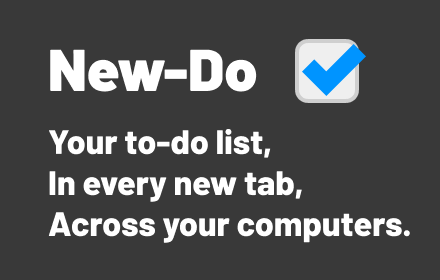 New-Do
Your to-do list,
In every new tab,
Across your computers.